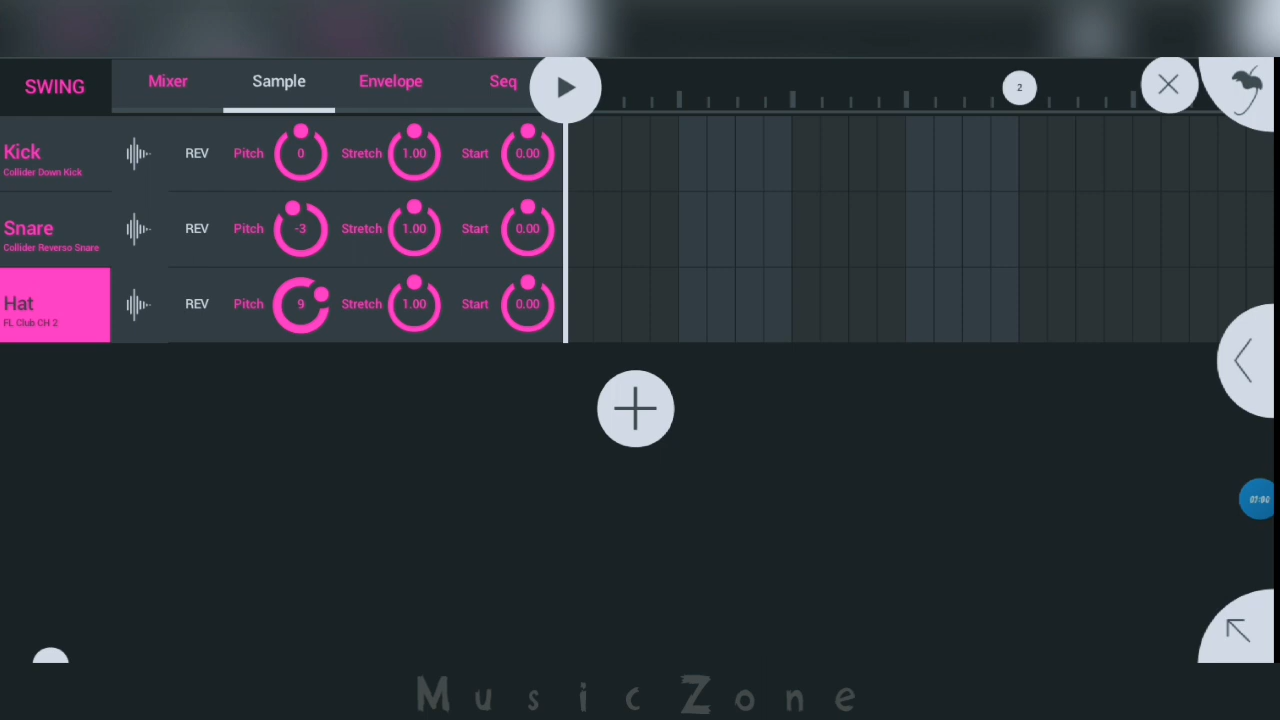 SWING Mixer Sample Envelope Seq 2
Kick REV Pitch 0 Stretch 1.00 Start 0.00
Collider Down Kick
Snare REV Pitch -3 Stretch 1.00 Start 0.00
Collider Reverso Snare
Hat REV Pitch 9 Stretch 1.00 Start 0.00
FL Club CH 2
Music Zone